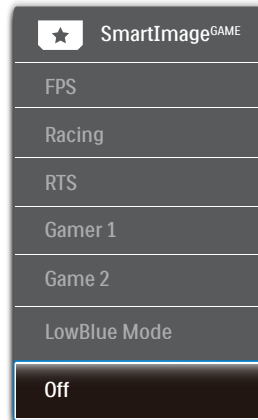 SmartImageGAME
FPS
Racing
RTS
Gamer 1
Game 2
LowBlue Mode
Off